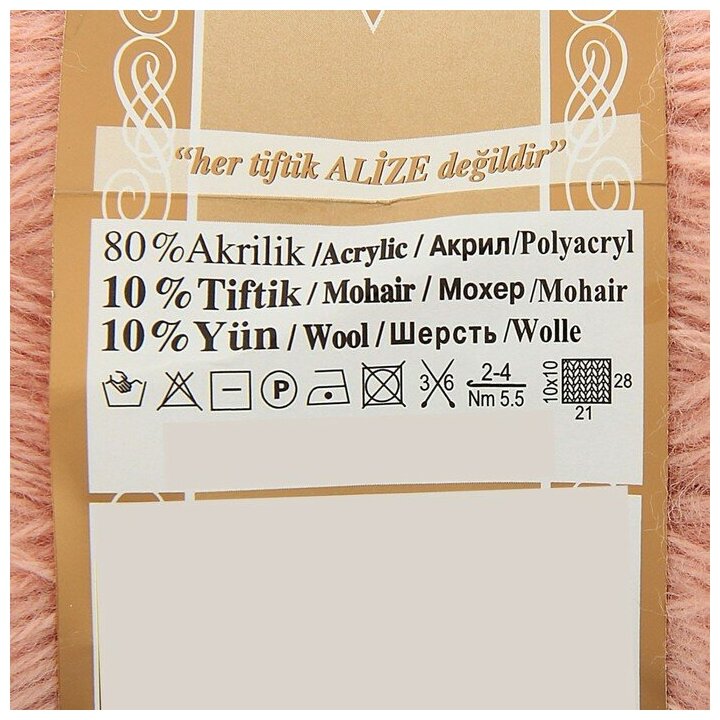 “her tiftik ALİZE değildir”
80 % Akrilik / Acrylic / Акрил / Polyacryl
10 % Tiftik / Mohair / Мохер / Mohair
10 % Yün / Wool / Шерсть / Wolle
P 3 6 2-4 Nm 5.5 10x10 28 21